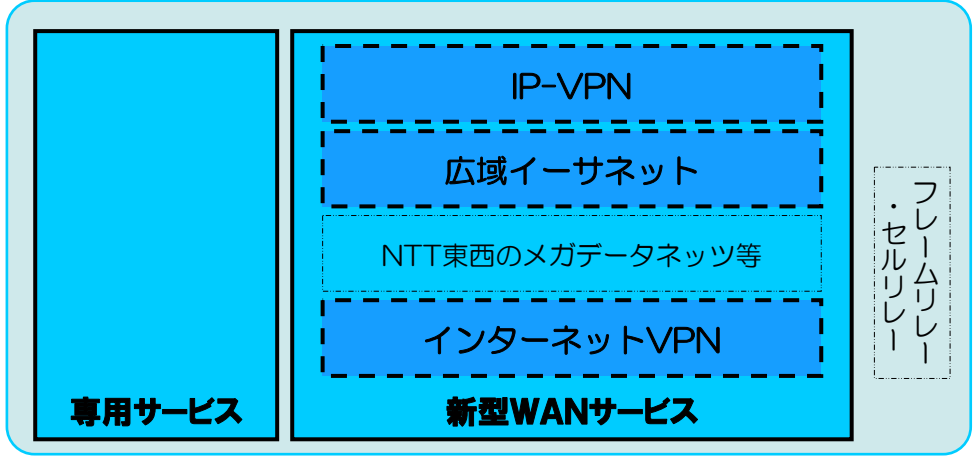 IP-VPN
広域イーサネット
NTT東西のメガデータネッツ等
インターネットVPN
専用サービス
新型WANサービス
フレームリレー
・セルリレー